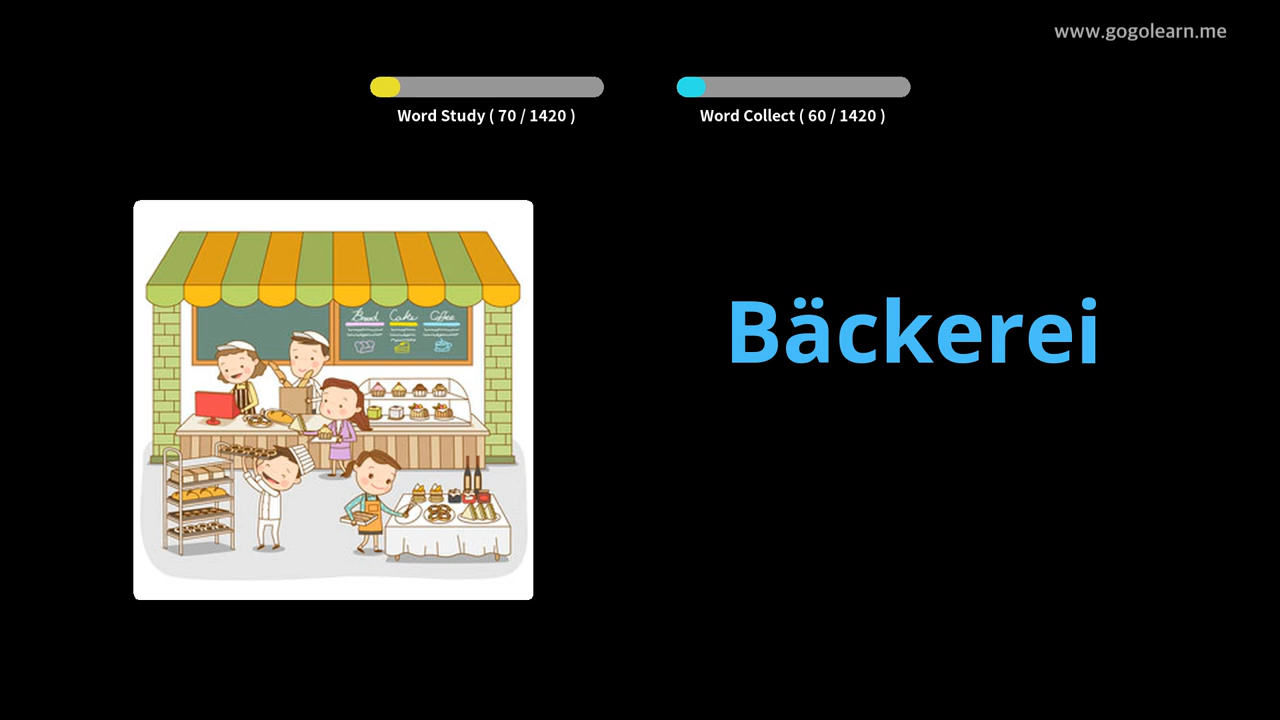 www.gogolearn.me
Word Study ( 70 / 1420 )
Word Collect ( 60 / 1420 )
Bread Cake Coffee
Bäckerei